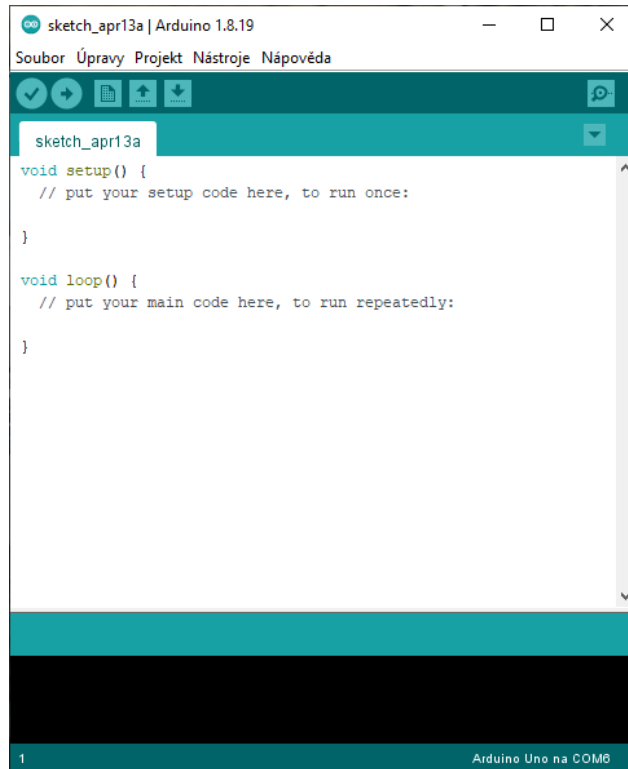 sketch_apr13a | Arduino 1.8.19
Soubor Úpravy Projekt Nástroje Nápověda
sketch_apr13a
void setup() {
  // put your setup code here, to run once:
}
void loop() {
  // put your main code here, to run repeatedly:
}
1 Arduino Uno na COM6